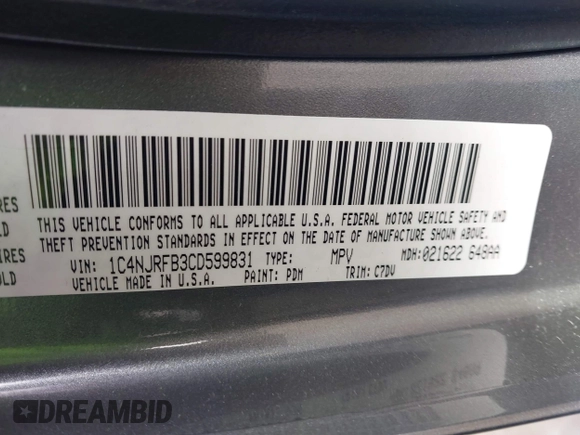 THIS VEHICLE CONFORMS TO ALL APPLICABLE U.S.A. FEDERAL MOTOR VEHICLE SAFETY AND
THEFT PREVENTION STANDARDS IN EFFECT ON THE DATE OF MANUFACTURE SHOWN ABOVE.
VIN: 1C4NJRFB3CD599831 TYPE: MPV MDH: 021622 648AA
VEHICLE MADE IN U.S.A. PAINT: PDM TRIM: C7DV
DREAMBID